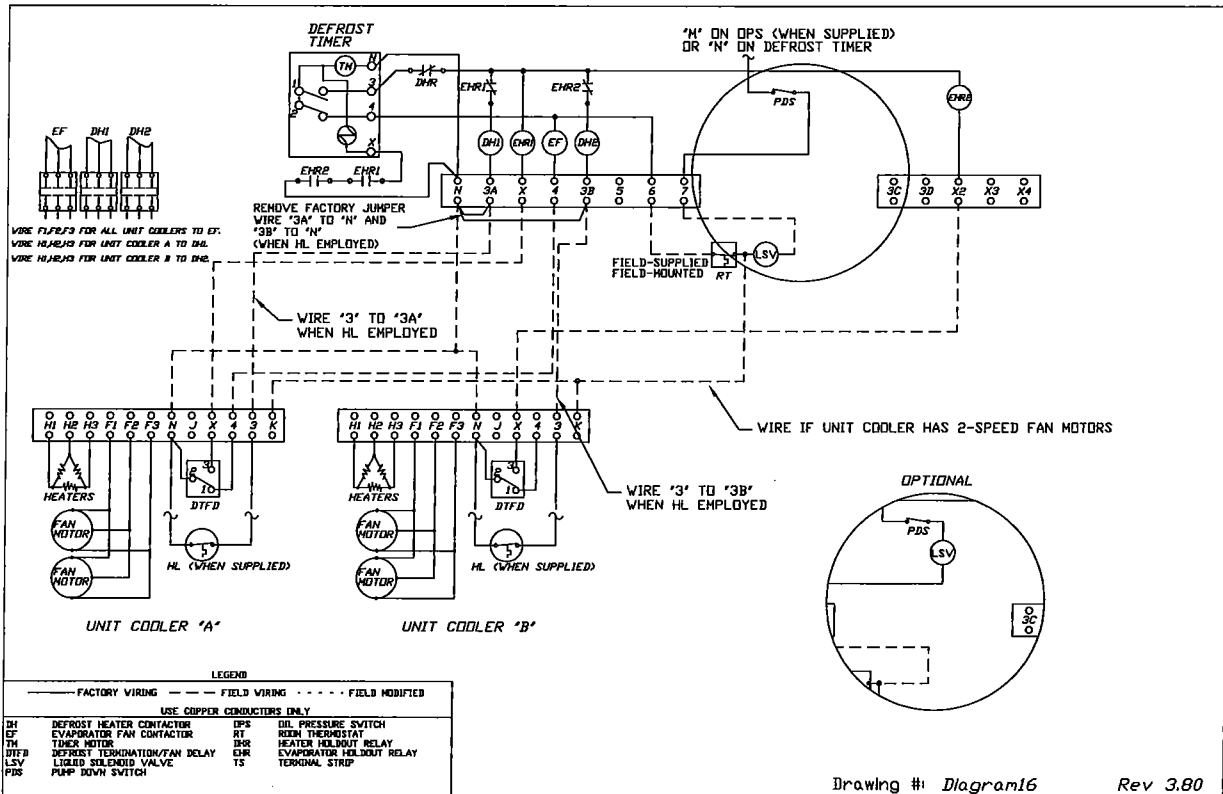 DEFROST
TIMER
"M" ON OPS (WHEN SUPPLIED)
OR "N" ON DEFROST TIMER
TM
N
1
3
2
4
X
DHR
EHR1
EHR2
PDS
EHR2
DH1
EHR1
EF
DH2
EHR2
EHR1
EF
DH1
DH2
N
3A
X
4
3B
5
6
7
3C
3D
X2
X3
X4
REMOVE FACTORY JUMPER
WIRE "3A" TO "N" AND
"3B" TO "N"
(WHEN HL EMPLOYED)
WIRE F1,F2,F3 FOR ALL UNIT COOLERS TO EF.
WIRE H1,H2,H3 FOR UNIT COOLER A TO DH1.
WIRE H1,H2,H3 FOR UNIT COOLER B TO DH2.
FIELD-SUPPLIED
FIELD-MOUNTED
RT
LSV
WIRE "3" TO "3A"
WHEN HL EMPLOYED
H1
H2
H3
F1
F2
F3
N
J
X
4
3
K
H1
H2
H3
F1
F2
F3
N
J
X
4
3
K
WIRE IF UNIT COOLER HAS 2-SPEED FAN MOTORS
HEATERS
3
2
1
DTFD
HEATERS
3
2
1
DTFD
WIRE "3" TO "3B"
WHEN HL EMPLOYED
OPTIONAL
PDS
LSV
3C
FAN
MOTOR
FAN
MOTOR
HL (WHEN SUPPLIED)
FAN
MOTOR
FAN
MOTOR
HL (WHEN SUPPLIED)
UNIT COOLER "A"
UNIT COOLER "B"
LEGEND
FACTORY WIRING
FIELD WIRING
FIELD MODIFIED
USE COPPER CONDUCTORS ONLY
DH DEFROST HEATER CONTACTOR OPS OIL PRESSURE SWITCH
EF EVAPORATOR FAN CONTACTOR RT ROOM THERMOSTAT
TM TIMER MOTOR DHR HEATER HOLDOUT RELAY
DTFD DEFROST TERMINATION/FAN DELAY EHR EVAPORATOR HOLDOUT RELAY
LSV LIQUID SOLENOID VALVE TS TERMINAL STRIP
PDS PUMP DOWN SWITCH
Drawing #: Diagram16 Rev 3.80